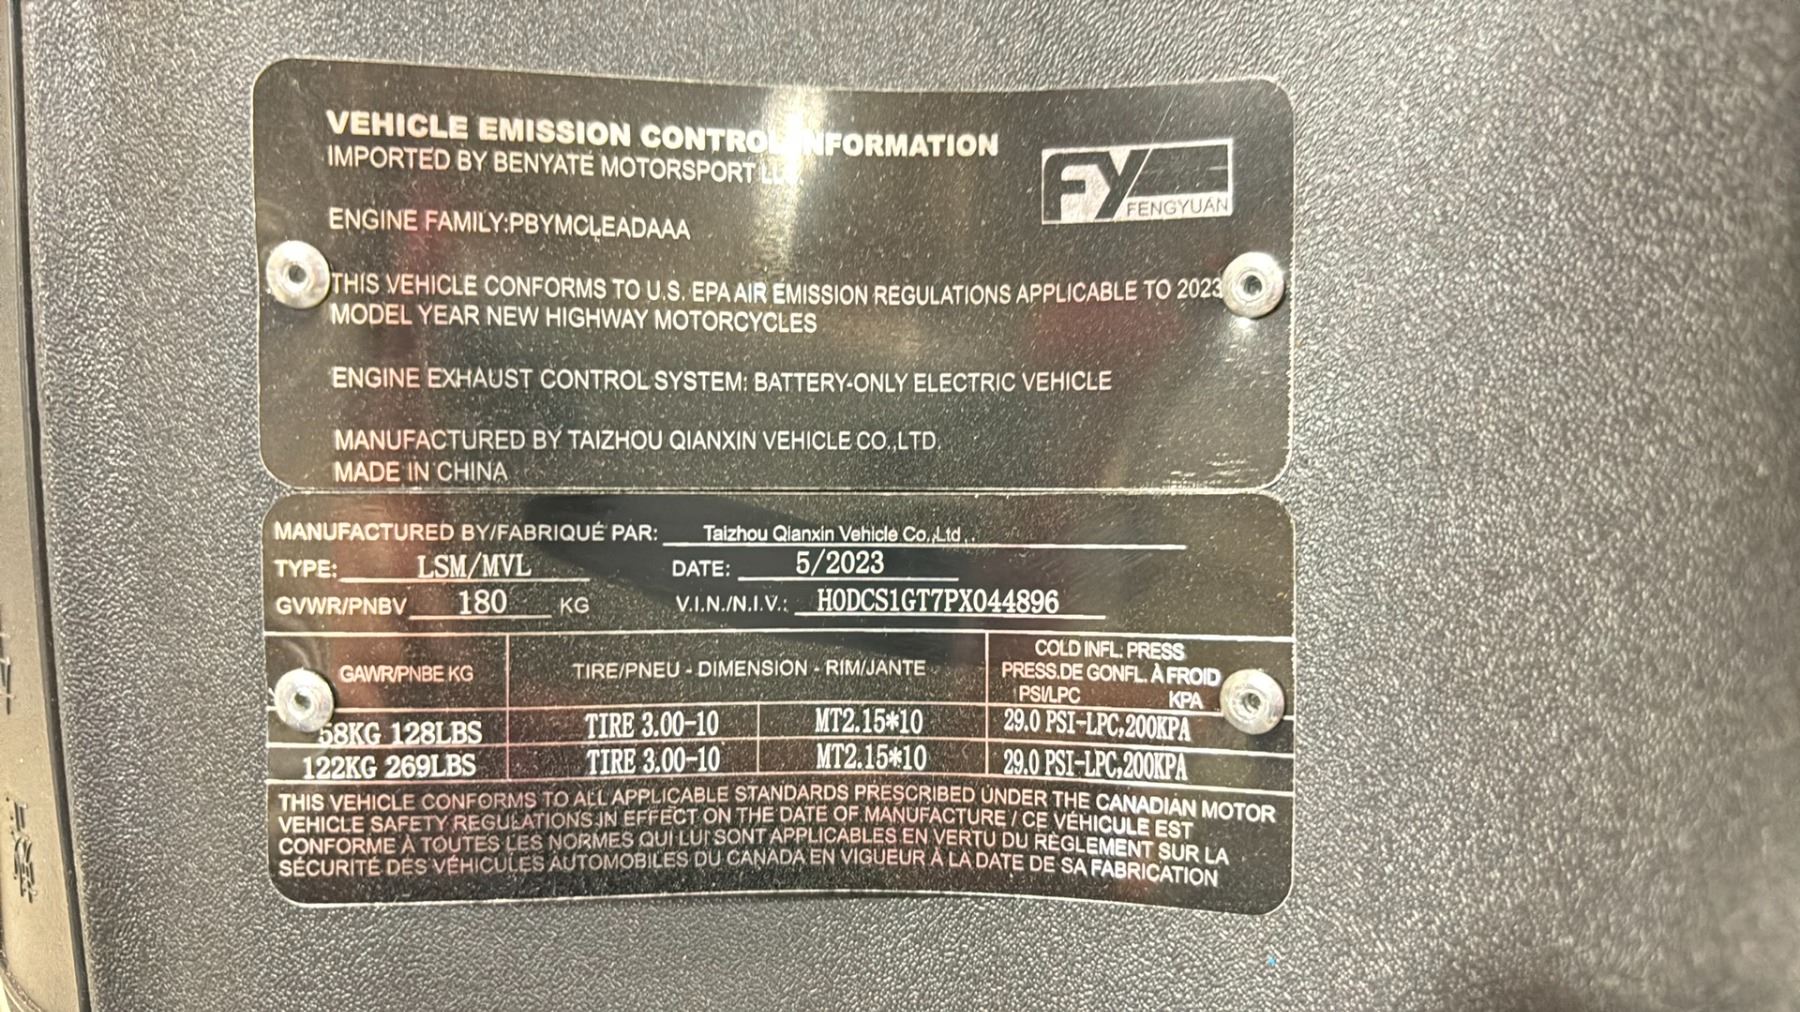 VEHICLE EMISSION CONTROL INFORMATION
IMPORTED BY BENYATE MOTORSPORT LLC
FY
FENGYUAN
ENGINE FAMILY:PBYMCLEADAAA
THIS VEHICLE CONFORMS TO U.S. EPA AIR EMISSION REGULATIONS APPLICABLE TO 2023
MODEL YEAR NEW HIGHWAY MOTORCYCLES
ENGINE EXHAUST CONTROL SYSTEM: BATTERY-ONLY ELECTRIC VEHICLE
MANUFACTURED BY TAIZHOU QIANXIN VEHICLE CO.,LTD.
MADE IN CHINA
MANUFACTURED BY/FABRIQUÉ PAR: Taizhou Qianxin Vehicle Co.,Ltd.
TYPE: LSM/MVL DATE: 5/2023
GVWR/PNBV 180 KG V.I.N./N.I.V.: H0DCS1GT7PX044896
GAWR/PNBE KG TIRE/PNEU - DIMENSION - RIM/JANTE COLD INFL. PRESS
PRESS.DE GONFL. À FROID
PSI/LPC KPA
58KG 128LBS TIRE 3.00-10 MT2.15*10 29.0 PSI-LPC,200KPA
122KG 269LBS TIRE 3.00-10 MT2.15*10 29.0 PSI-LPC,200KPA
THIS VEHICLE CONFORMS TO ALL APPLICABLE STANDARDS PRESCRIBED UNDER THE CANADIAN MOTOR
VEHICLE SAFETY REGULATIONS IN EFFECT ON THE DATE OF MANUFACTURE / CE VÉHICULE EST
CONFORME À TOUTES LES NORMES QUI LUI SONT APPLICABLES EN VERTU DU RÈGLEMENT SUR LA
SÉCURITÉ DES VÉHICULES AUTOMOBILES DU CANADA EN VIGUEUR À LA DATE DE SA FABRICATION